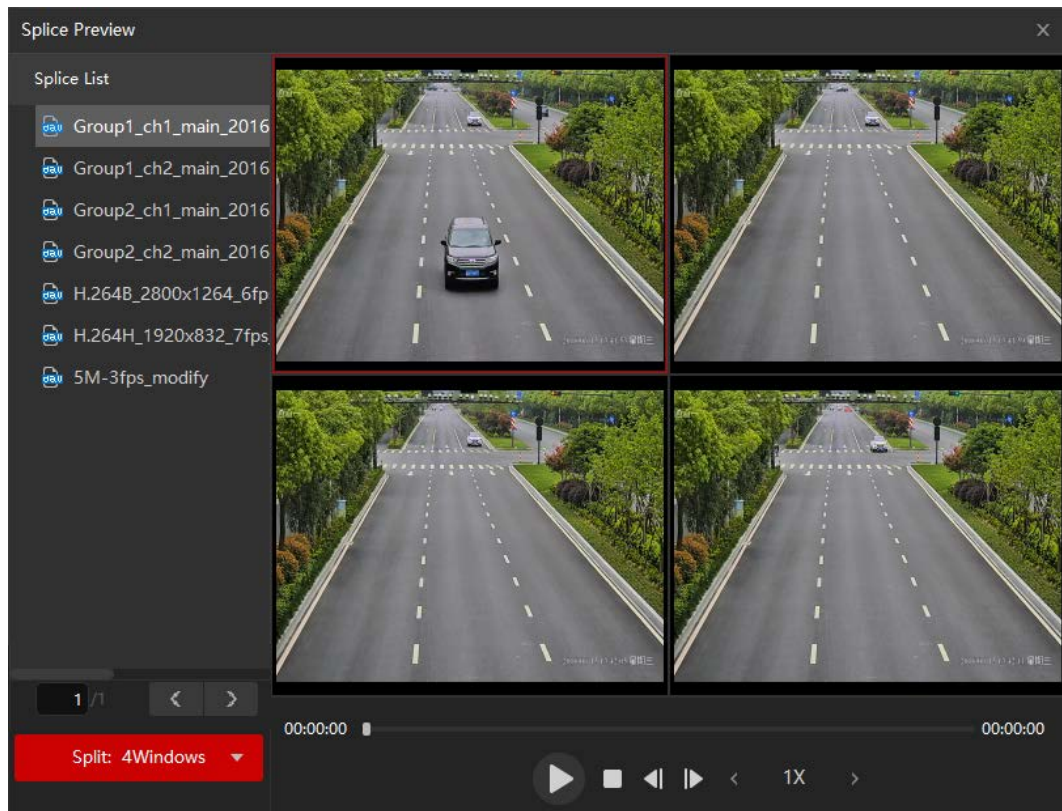 Splice Preview
Splice List
Group1_ch1_main_2016
Group1_ch2_main_2016
Group2_ch1_main_2016
Group2_ch2_main_2016
H.264B_2800x1264_6fp
H.264H_1920x832_7fps_
5M-3fps_modify
1 /1
Split: 4Windows
00:00:00
00:00:00
1X